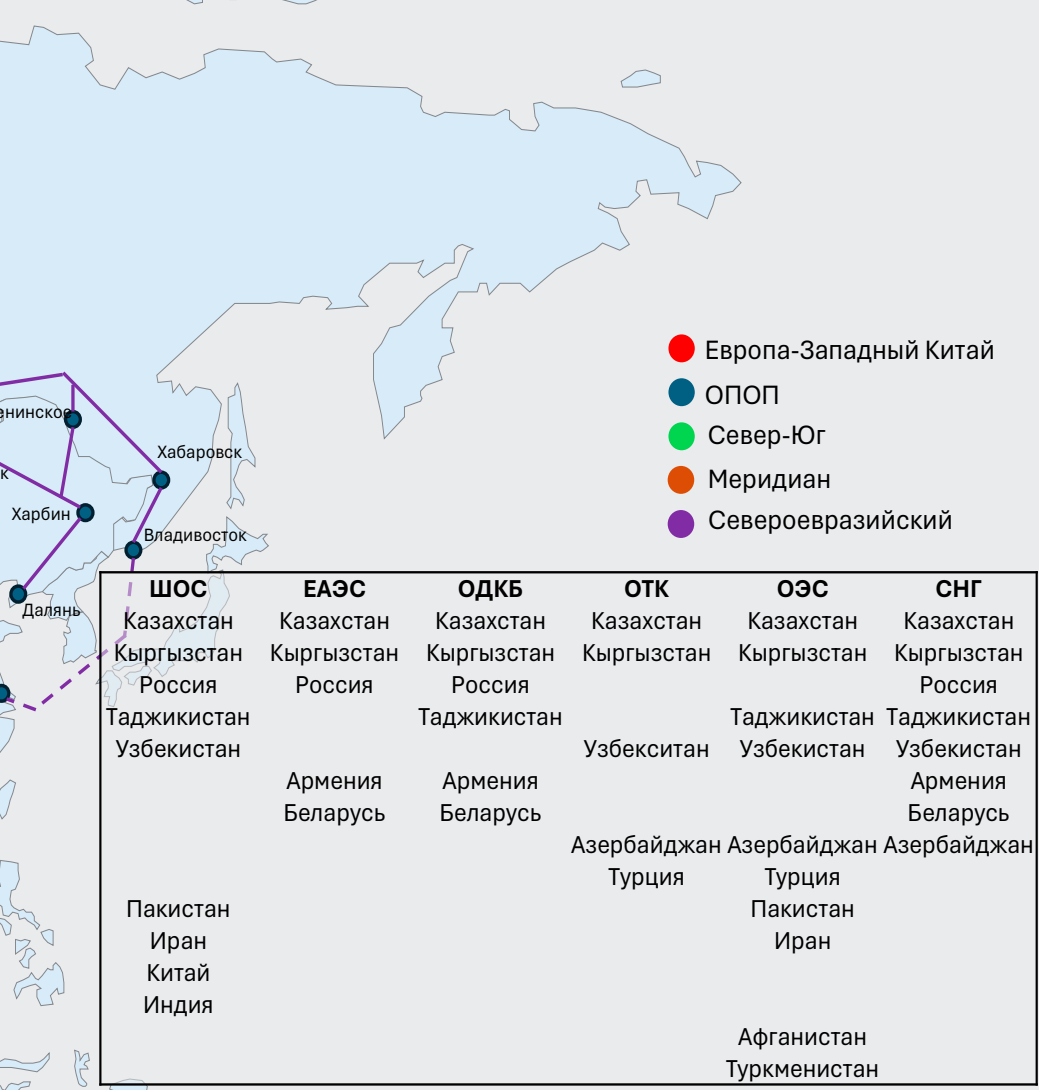 Европа-Западный Китай
ОПОП
Север-Юг
Меридиан
Североевразийский
енинское
Хабаровск
к
Харбин
Владивосток
Далянь
ШОС ЕАЭС ОДКБ ОТК ОЭС СНГ
Казахстан Казахстан Казахстан Казахстан Казахстан Казахстан
Кыргызстан Кыргызстан Кыргызстан Кыргызстан Кыргызстан Кыргызстан
Россия Россия Россия Россия
Таджикистан Таджикистан Таджикистан Таджикистан
Узбекистан Узбекситан Узбекистан Узбекистан
Армения Армения Армения
Беларусь Беларусь Беларусь
Азербайджан Азербайджан Азербайджан
Турция Турция
Пакистан Пакистан
Иран Иран
Китай
Индия
Афганистан
Туркменистан